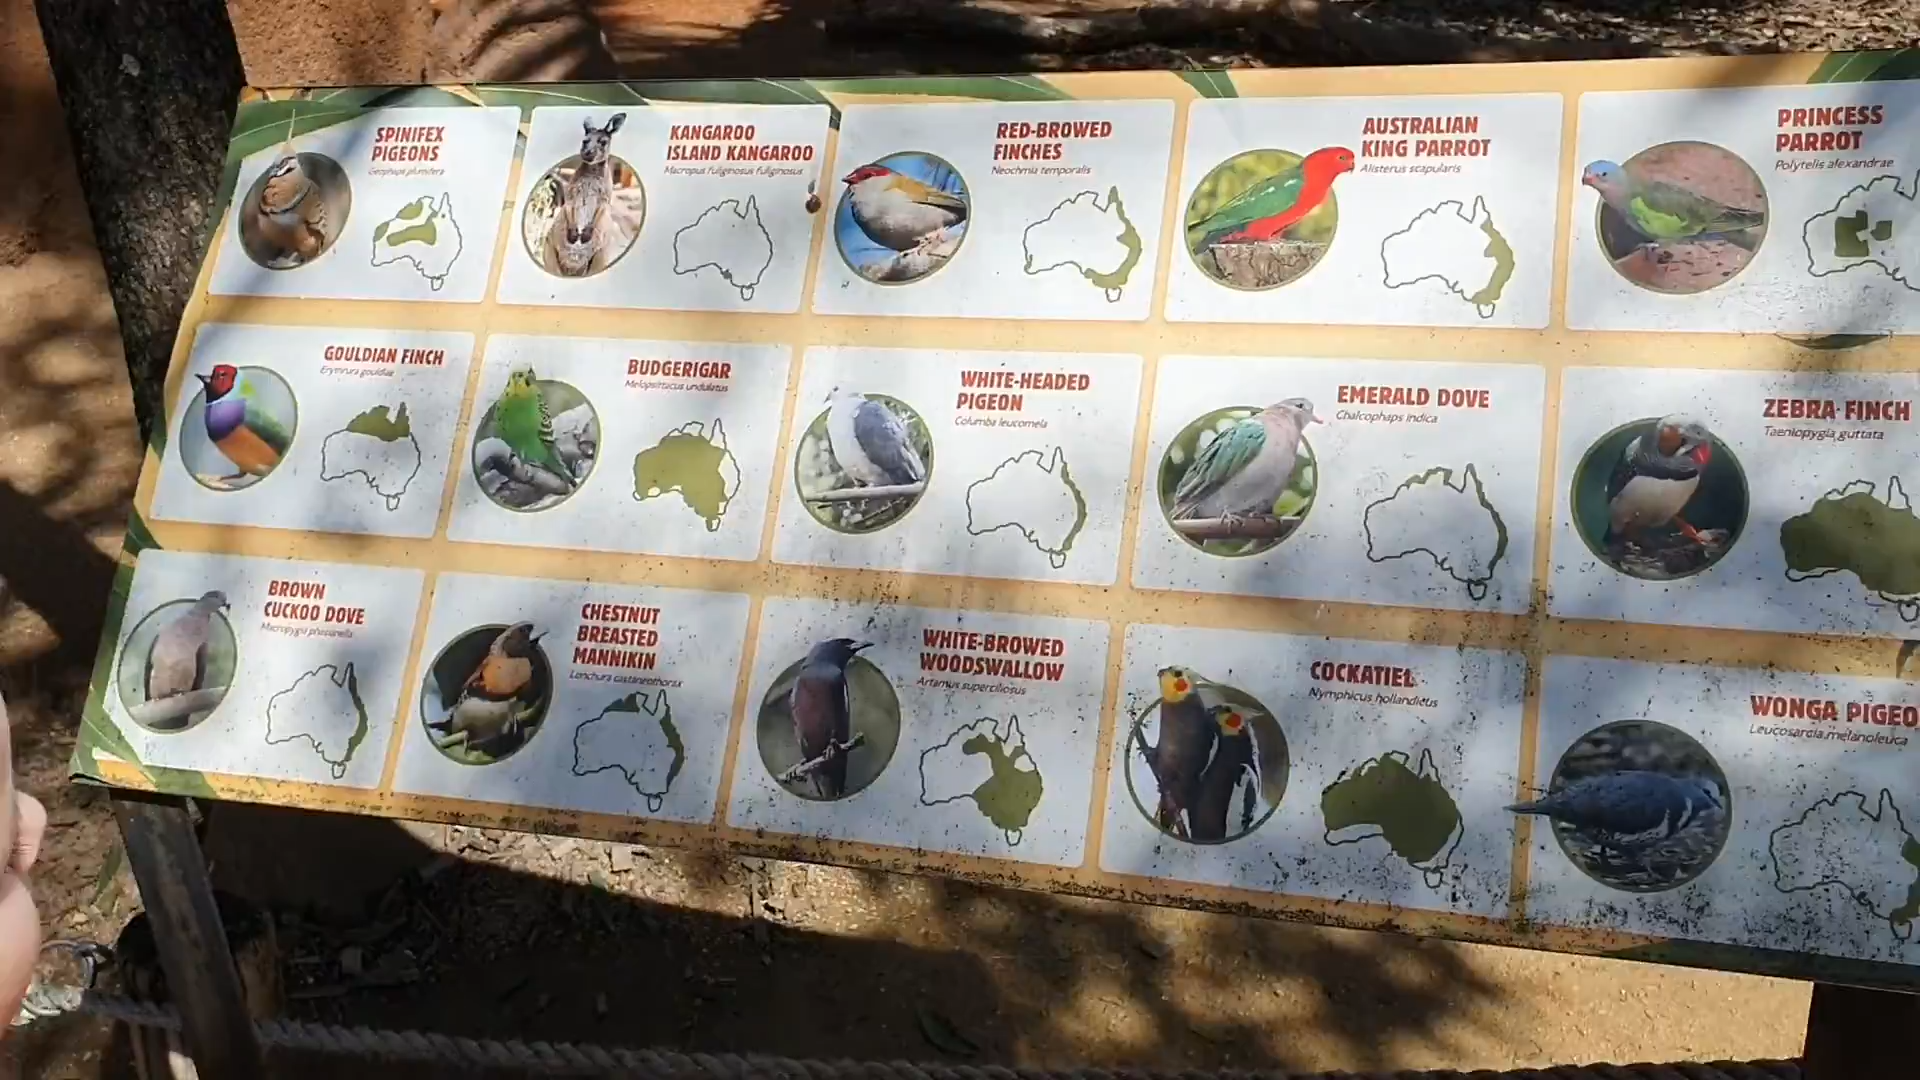 SPINIFEX
PIGEONS
Geophaps plumifera
KANGAROO
ISLAND KANGAROO
Macropus fuliginosus fuliginosus
RED-BROWED
FINCHES
Neochmia temporalis
AUSTRALIAN
KING PARROT
Alisterus scapularis
PRINCESS
PARROT
Polytelis alexandrae
GOULDIAN FINCH
Erymrura gouldiae
BUDGERIGAR
Melopsittacus undulatus
WHITE-HEADED
PIGEON
Columba leucomela
EMERALD DOVE
Chalcophaps indica
ZEBRA FINCH
Taeniopygia guttata
BROWN
CUCKOO DOVE
Macropygia phasianella
CHESTNUT
BREASTED
MANNIKIN
Lonchura castaneothorax
WHITE-BROWED
WOODSWALLOW
Artamus superciliosus
COCKATIEL
Nymphicus hollandicus
WONGA PIGEO
Leucosarcia melanoleuca